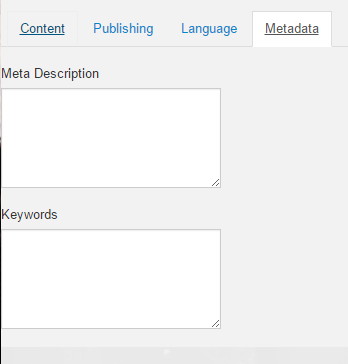 Content Publishing Language Metadata
Meta Description
Keywords